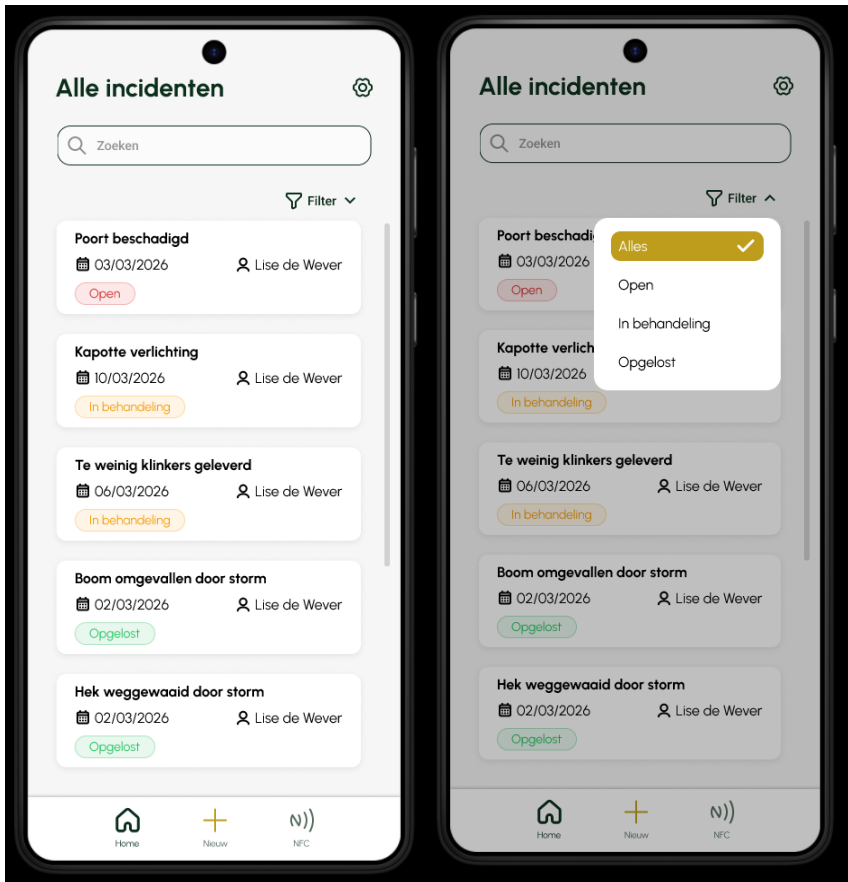 Alle incidenten
Zoeken
Filter
Poort beschadigd
03/03/2026 Lise de Wever
Open
Kapotte verlichting
10/03/2026 Lise de Wever
In behandeling
Te weinig klinkers geleverd
06/03/2026 Lise de Wever
In behandeling
Boom omgevallen door storm
02/03/2026 Lise de Wever
Opgelost
Hek weggewaaid door storm
02/03/2026 Lise de Wever
Opgelost
Home Nieuw NFC
Alle incidenten
Zoeken
Filter
Poort beschadi
03/03/2026
Open
Alles
Open
In behandeling
Opgelost
Kapotte verlich
10/03/2026
In behandeling
Te weinig klinkers geleverd
06/03/2026 Lise de Wever
In behandeling
Boom omgevallen door storm
02/03/2026 Lise de Wever
Opgelost
Hek weggewaaid door storm
02/03/2026 Lise de Wever
Opgelost
Home Nieuw NFC